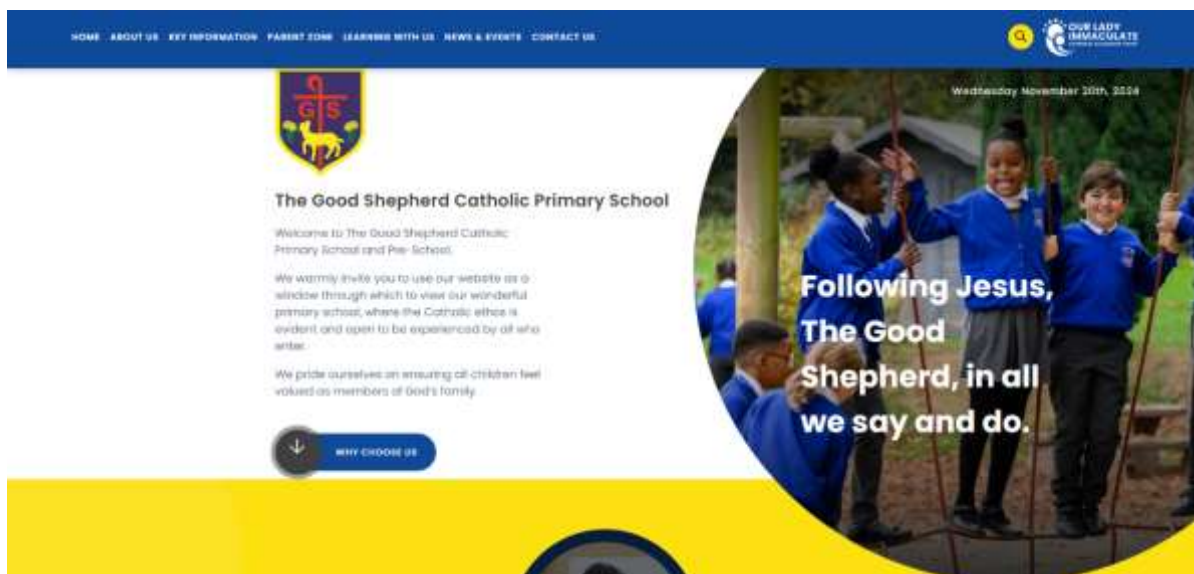 HOME ABOUT US KEY INFORMATION PARENT ZONE LEARNING WITH US NEWS & EVENTS CONTACT US
OUR LADY
IMMACULATE
Wednesday November 20th, 2024
GS
The Good Shepherd Catholic Primary School
Welcome to The Good Shepherd Catholic
Primary School and Pre-School.
We warmly invite you to use our website as a
window through which to view our wonderful
primary school, where the Catholic ethos is
evident and open to be experienced by all who
enter.
We pride ourselves on ensuring all children feel
valued as members of God's family.
WHY CHOOSE US
Following Jesus,
The Good
Shepherd, in all
we say and do.